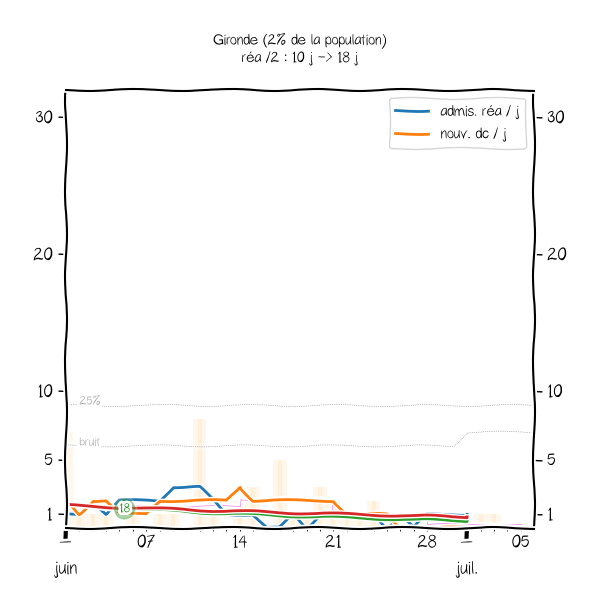 Gironde (2% de la population)
réa /2 : 10 j -> 18 j
admis. réa / j
nouv. dc / j
30
30
20
20
10
10
25%
bruit
5
5
18
1
1
07
14
21
28
05
juin
juil.